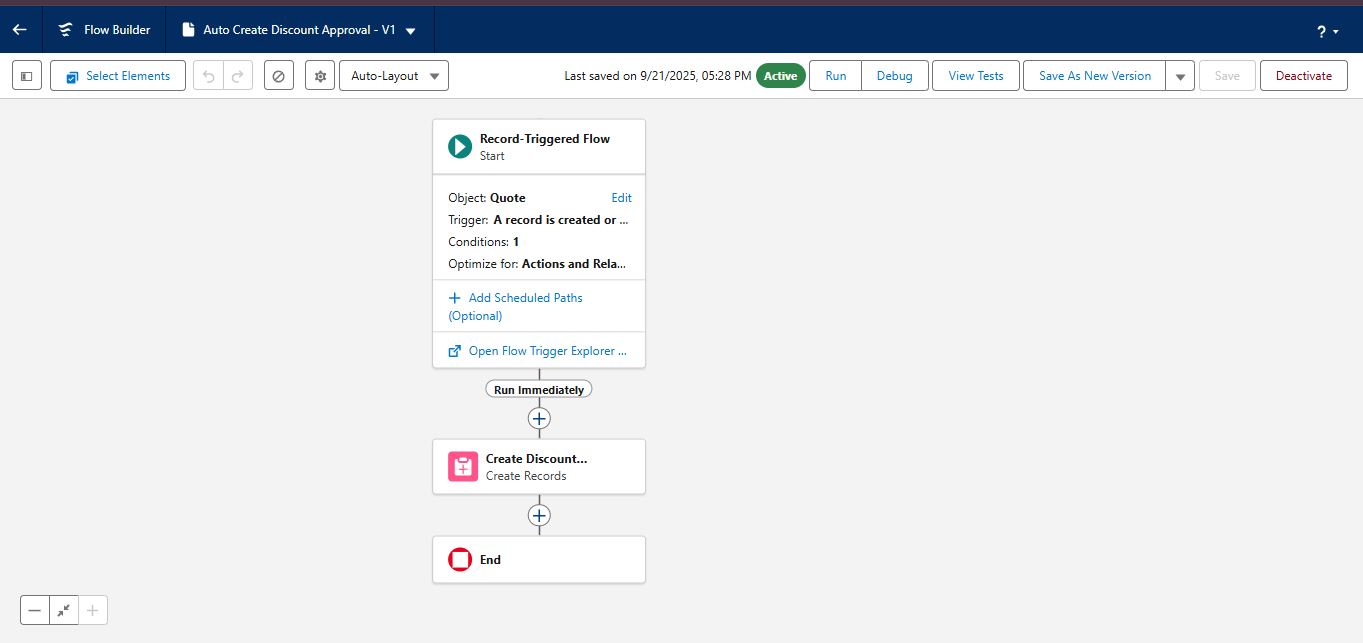 Flow Builder
Auto Create Discount Approval - V1
?
Select Elements
Auto-Layout
Last saved on 9/21/2025, 05:28 PM
Active
Run
Debug
View Tests
Save As New Version
Save
Deactivate
Record-Triggered Flow
Start
Object: Quote
Edit
Trigger: A record is created or ...
Conditions: 1
Optimize for: Actions and Rela...
Add Scheduled Paths
(Optional)
Open Flow Trigger Explorer ...
Run Immediately
Create Discount...
Create Records
End